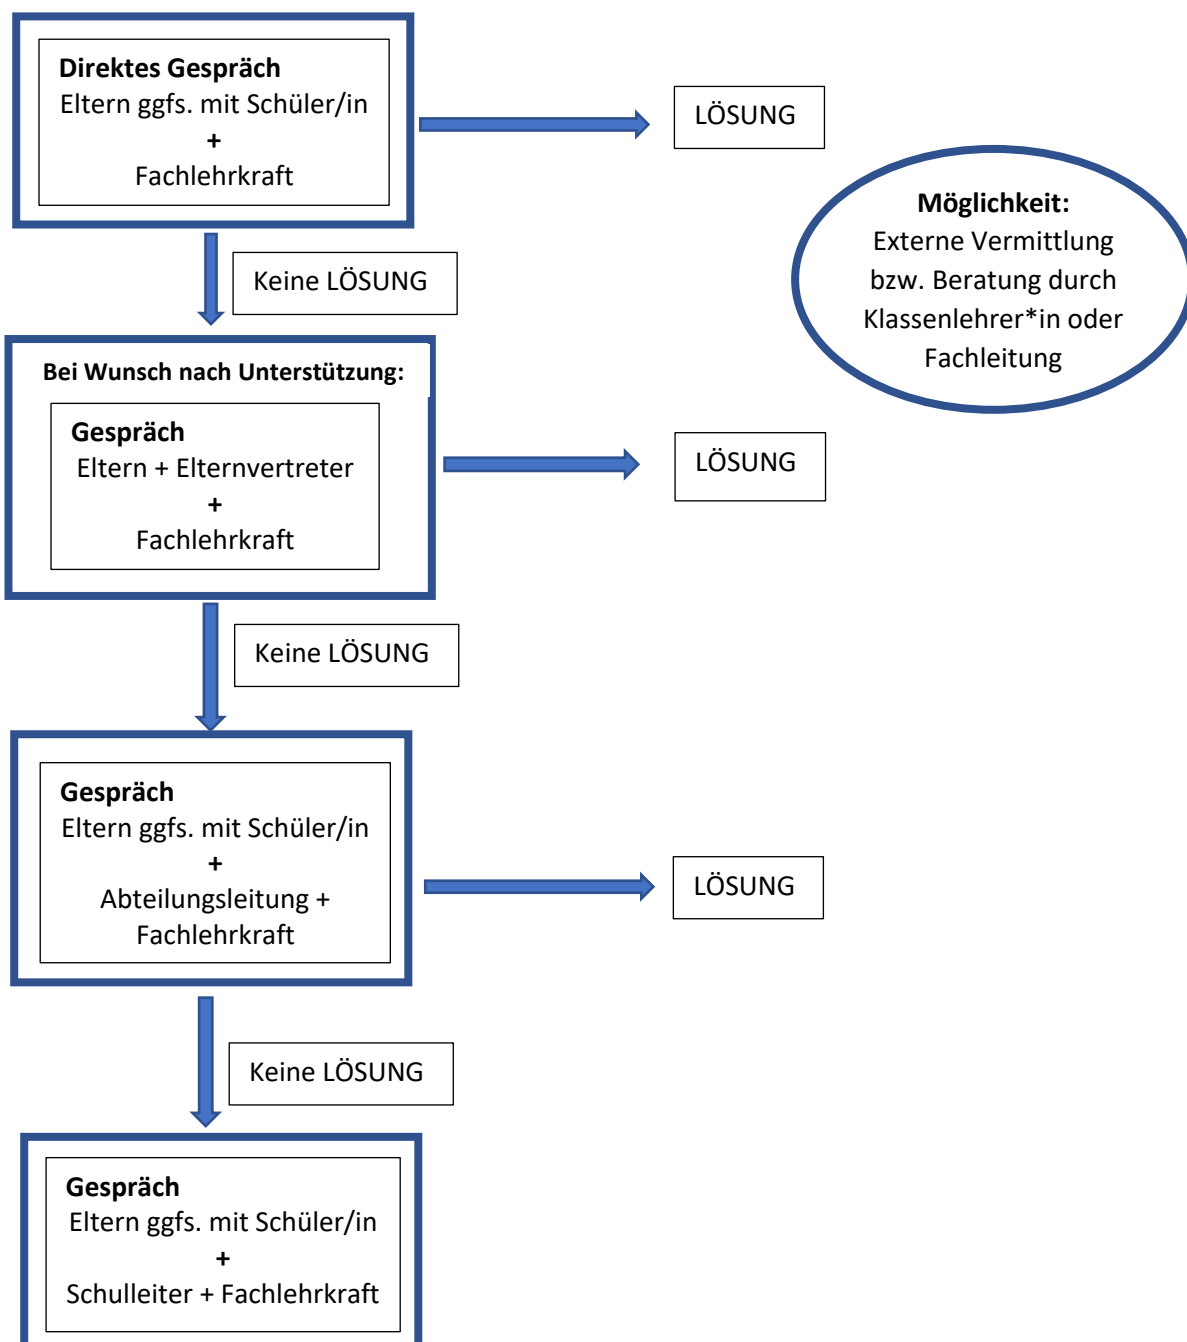 Direktes Gespräch
Eltern ggfs. mit Schüler/in
+
Fachlehrkraft
LÖSUNG
Möglichkeit:
Externe Vermittlung
bzw. Beratung durch
Klassenlehrer*in oder
Fachleitung
Keine LÖSUNG
Bei Wunsch nach Unterstützung:
Gespräch
Eltern + Elternvertreter
+
Fachlehrkraft
LÖSUNG
Keine LÖSUNG
Gespräch
Eltern ggfs. mit Schüler/in
+
Abteilungsleitung +
Fachlehrkraft
LÖSUNG
Keine LÖSUNG
Gespräch
Eltern ggfs. mit Schüler/in
+
Schulleiter + Fachlehrkraft